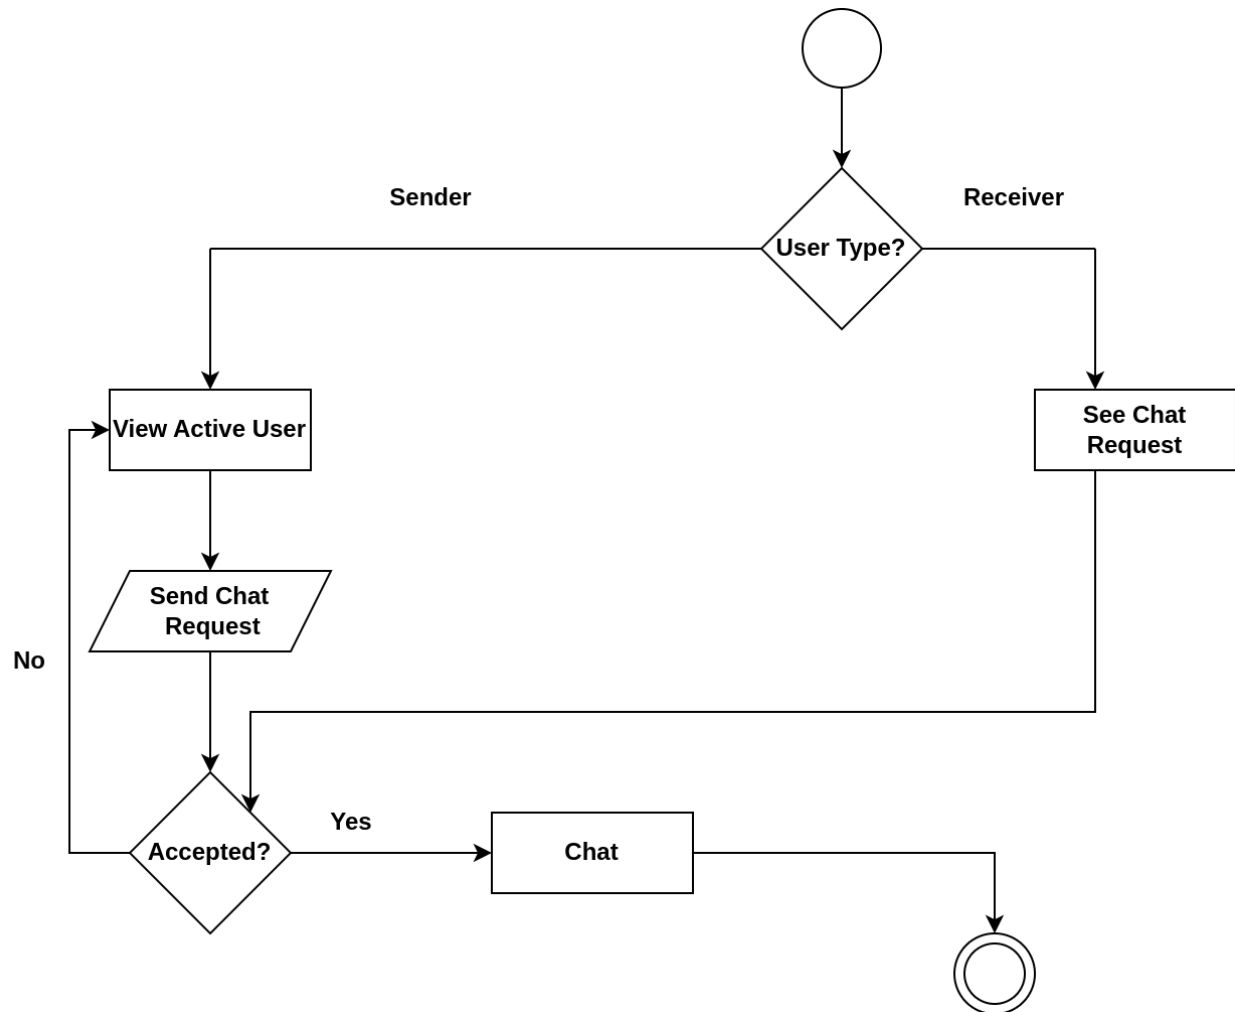 Sender
Receiver
User Type?
View Active User
See Chat
Request
Send Chat
Request
No
Yes
Accepted?
Chat